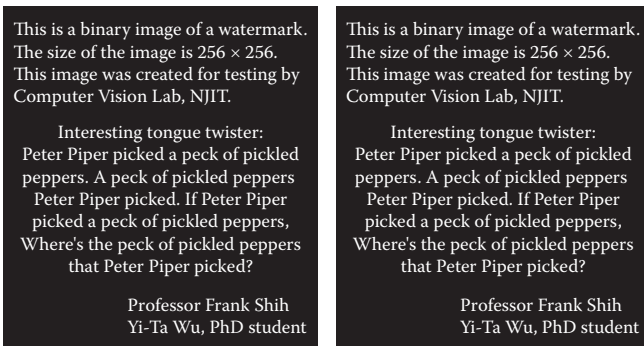 This is a binary image of a watermark.
The size of the image is 256 × 256.
This image was created for testing by
Computer Vision Lab, NJIT.
Interesting tongue twister:
Peter Piper picked a peck of pickled
peppers. A peck of pickled peppers
Peter Piper picked. If Peter Piper
picked a peck of pickled peppers,
Where's the peck of pickled peppers
that Peter Piper picked?
Professor Frank Shih
Yi-Ta Wu, PhD student
This is a binary image of a watermark.
The size of the image is 256 × 256.
This image was created for testing by
Computer Vision Lab, NJIT.
Interesting tongue twister:
Peter Piper picked a peck of pickled
peppers. A peck of pickled peppers
Peter Piper picked. If Peter Piper
picked a peck of pickled peppers,
Where's the peck of pickled peppers
that Peter Piper picked?
Professor Frank Shih
Yi-Ta Wu, PhD student